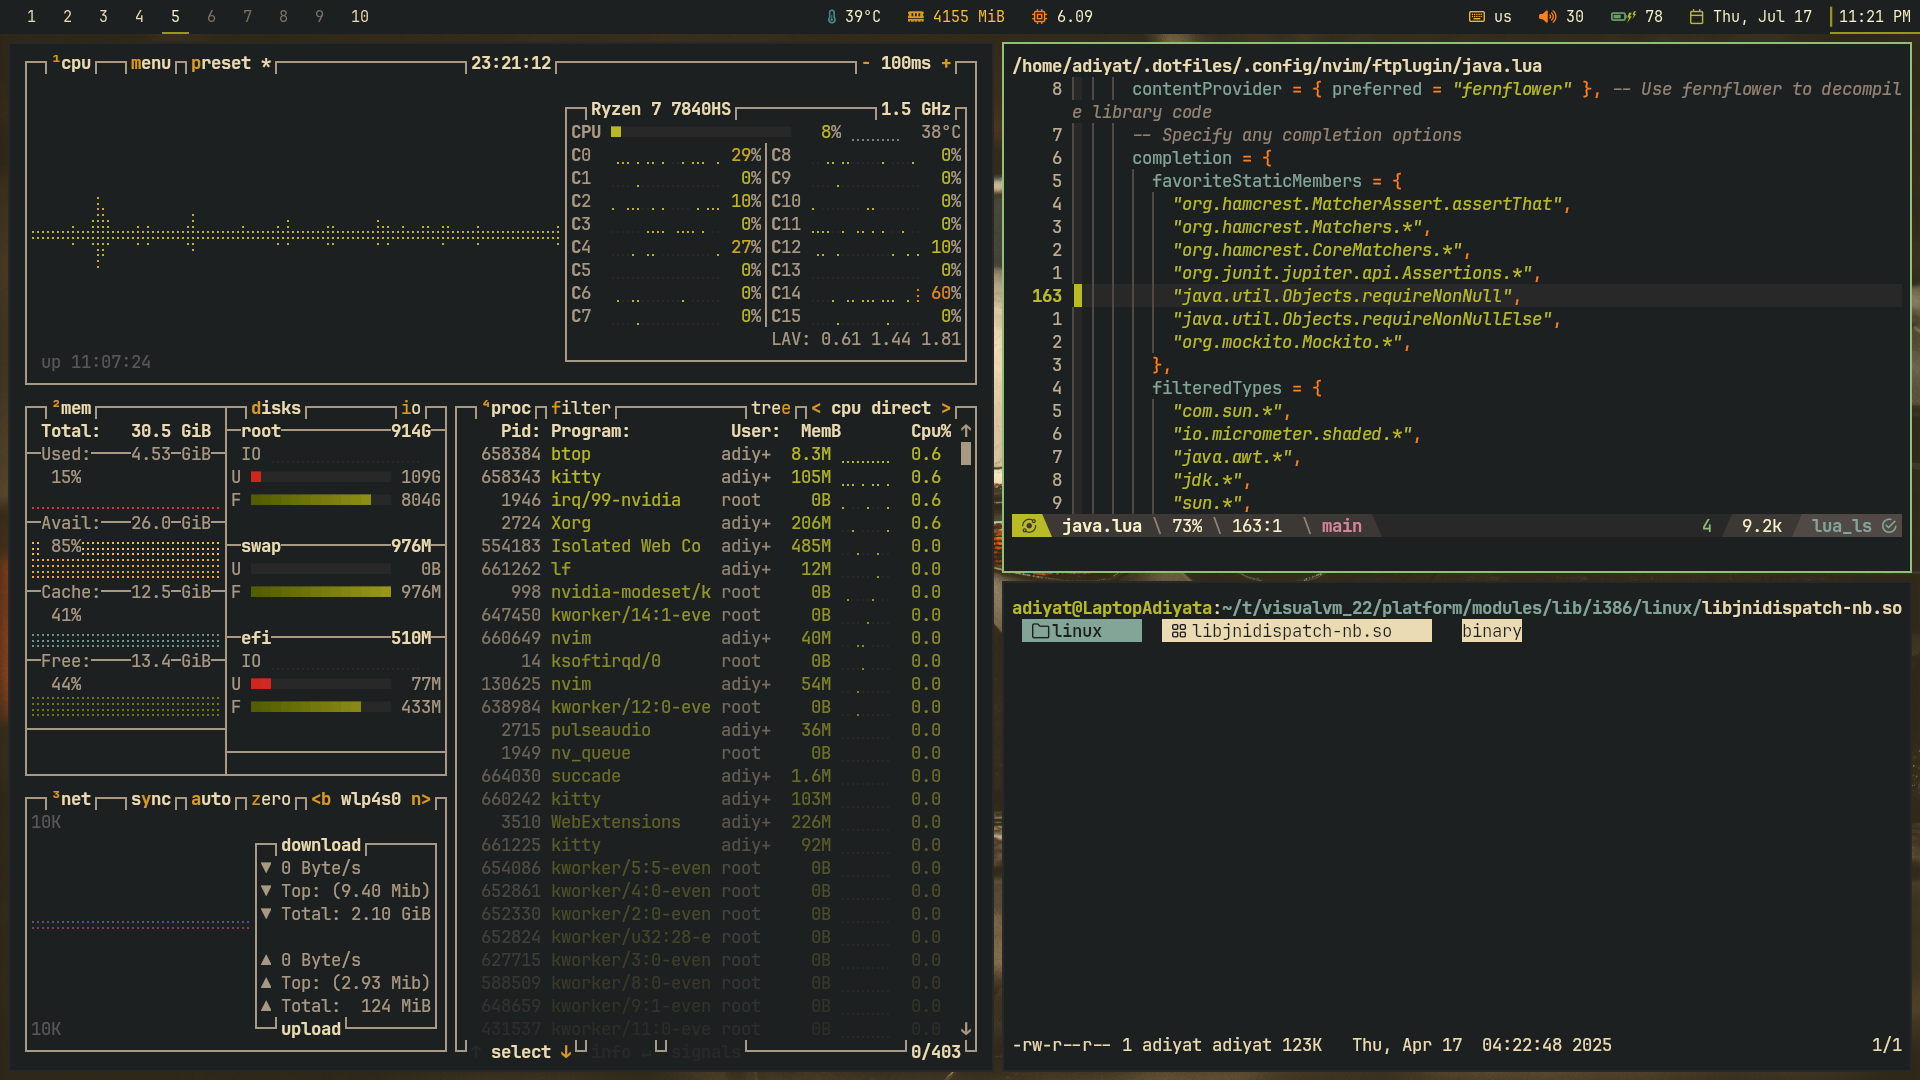 1 2 3 4 5 6 7 8 9 10 39°C 4155 MiB 6.09 us 30 78 Thu, Jul 17 11:21 PM
¹cpu menu preset * 23:21:12 - 100ms +
Ryzen 7 7840HS 1.5 GHz
CPU 8% 38°C
C0 29% C8 0%
C1 0% C9 0%
C2 10% C10 0%
C3 0% C11 0%
C4 27% C12 10%
C5 0% C13 0%
C6 0% C14 60%
C7 0% C15 0%
LAV: 0.61 1.44 1.81
up 11:07:24
²mem disks io
Total: 30.5 GiB root 914G
Used: 4.53 GiB IO
15% U 109G
F 804G
Avail: 26.0 GiB
85% swap 976M
U 0B
Cache: 12.5 GiB F 976M
41%
efi 510M
Free: 13.4 GiB IO
44% U 77M
F 433M
³net sync auto zero <b wlp4s0 n>
10K
download
▼ 0 Byte/s
▼ Top: (9.40 Mib)
▼ Total: 2.10 GiB
▲ 0 Byte/s
▲ Top: (2.93 Mib)
▲ Total: 124 MiB
10K upload
⁴proc filter tree < cpu direct >
Pid: Program: User: MemB Cpu% ↑
658384 btop adiy+ 8.3M 0.6
658343 kitty adiy+ 105M 0.6
1946 irq/99-nvidia root 0B 0.6
2724 Xorg adiy+ 206M 0.6
554183 Isolated Web Co adiy+ 485M 0.0
661262 lf adiy+ 12M 0.0
998 nvidia-modeset/k root 0B 0.0
647450 kworker/14:1-eve root 0B 0.0
660649 nvim adiy+ 40M 0.0
14 ksoftirqd/0 root 0B 0.0
130625 nvim adiy+ 54M 0.0
638984 kworker/12:0-eve root 0B 0.0
2715 pulseaudio adiy+ 36M 0.0
1949 nv_queue root 0B 0.0
664030 succade adiy+ 1.6M 0.0
660242 kitty adiy+ 103M 0.0
3510 WebExtensions adiy+ 226M 0.0
661225 kitty adiy+ 92M 0.0
654086 kworker/5:5-even root 0B 0.0
652861 kworker/4:0-even root 0B 0.0
652330 kworker/2:0-even root 0B 0.0
652824 kworker/u32:28-e root 0B 0.0
627715 kworker/3:0-even root 0B 0.0
588509 kworker/8:0-even root 0B 0.0
648659 kworker/9:1-even root 0B 0.0
431537 kworker/11:0-eve root 0B 0.0 ↓
↑ select ↓ info ↵ signals 0/403
/home/adiyat/.dotfiles/.config/nvim/ftplugin/java.lua
8 contentProvider = { preferred = "fernflower" }, -- Use fernflower to decompil
e library code
7 -- Specify any completion options
6 completion = {
5 favoriteStaticMembers = {
4 "org.hamcrest.MatcherAssert.assertThat",
3 "org.hamcrest.Matchers.*",
2 "org.hamcrest.CoreMatchers.*",
1 "org.junit.jupiter.api.Assertions.*",
163 "java.util.Objects.requireNonNull",
1 "java.util.Objects.requireNonNullElse",
2 "org.mockito.Mockito.*",
3 },
4 filteredTypes = {
5 "com.sun.*",
6 "io.micrometer.shaded.*",
7 "java.awt.*",
8 "jdk.*",
9 "sun.*",
java.lua \ 73% \ 163:1 \ main 4 9.2k lua_ls
adiyat@LaptopAdiyata:~/t/visualvm_22/platform/modules/lib/i386/linux/libjnidispatch-nb.so
linux libjnidispatch-nb.so binary
-rw-r--r-- 1 adiyat adiyat 123K Thu, Apr 17 04:22:48 2025 1/1